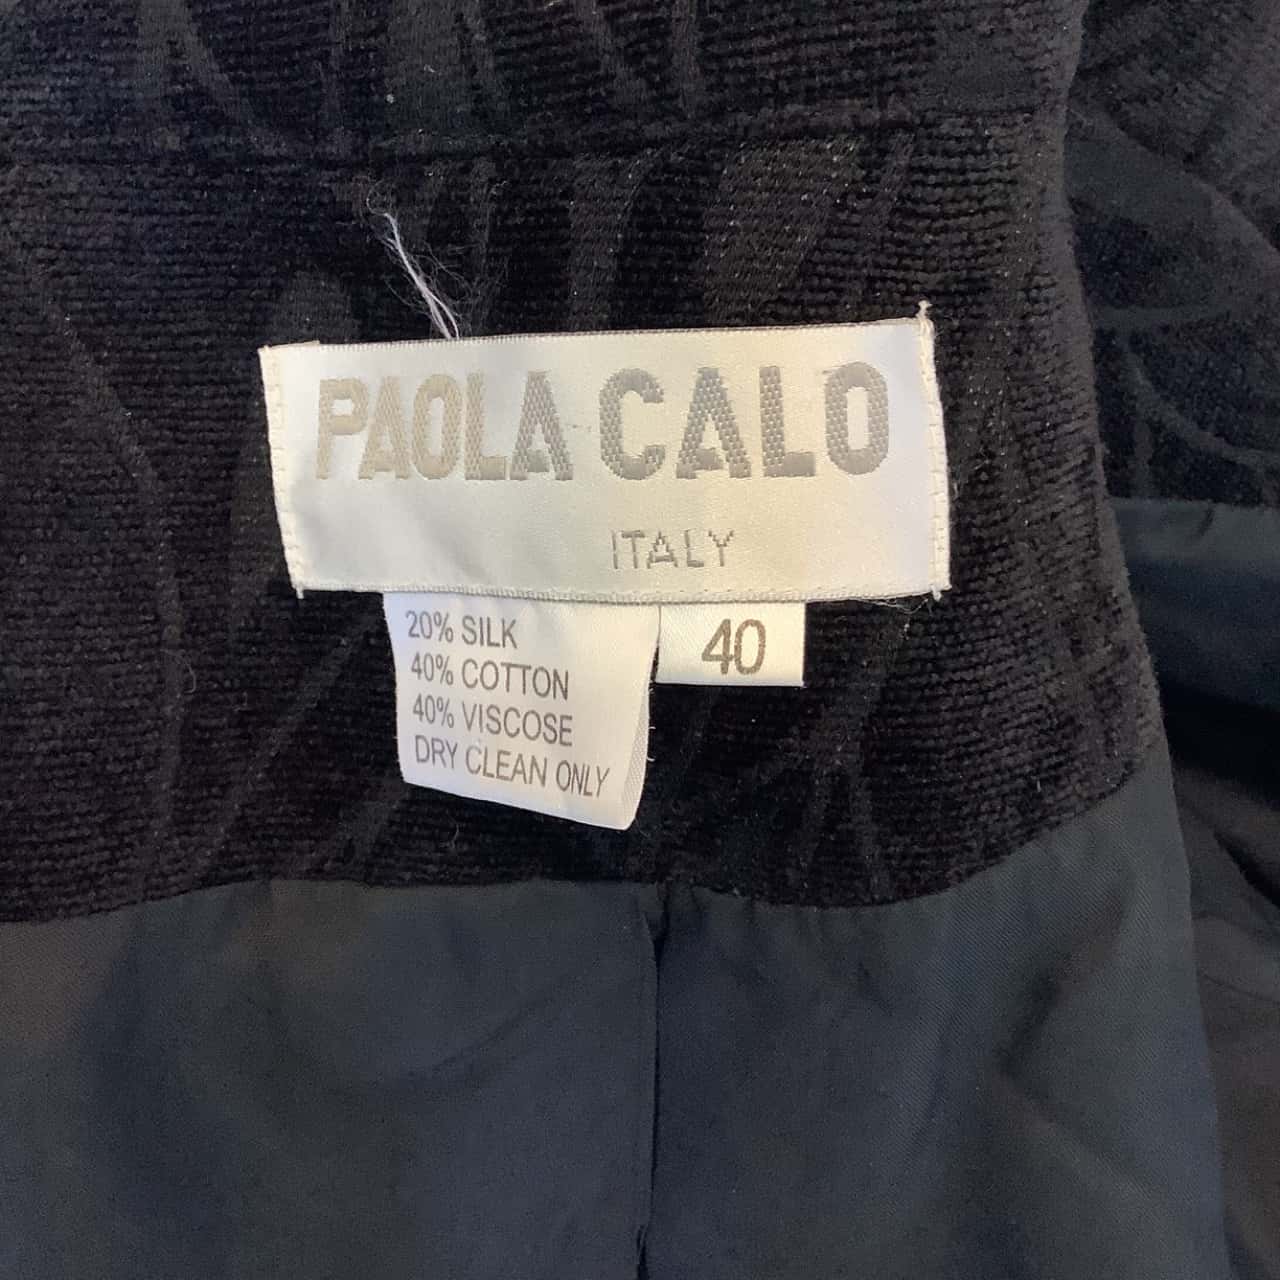 PAOLA CALO
ITALY
20% SILK
40% COTTON
40% VISCOSE
DRY CLEAN ONLY
40